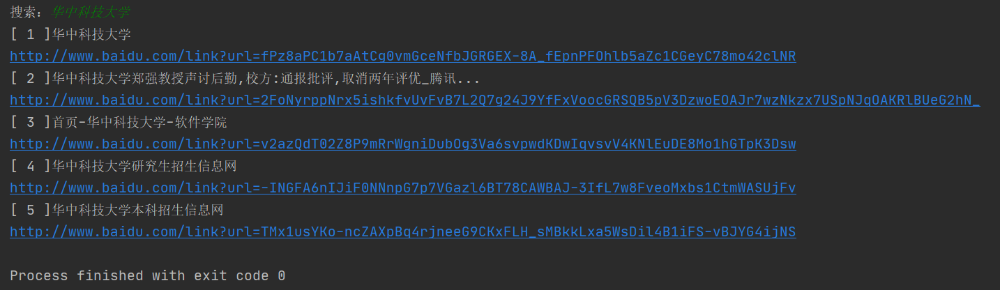 搜索：华中科技大学
[ 1 ]华中科技大学
http://www.baidu.com/link?url=fPz8aPC1b7aAtCg0vmGceNfbJGRGEX-8A_fEpnPFOhlb5aZc1CGeyC78mo42clNR
[ 2 ]华中科技大学郑强教授声讨后勤,校方:通报批评,取消两年评优_腾讯...
http://www.baidu.com/link?url=2FoNyrppNrx5ishkfvUvFvB7L2Q7g24J9YfFxVoocGRSQB5pV3DzwoEOAJr7wzNkzx7USpNJqOAKRlBUeG2hN_
[ 3 ]首页-华中科技大学-软件学院
http://www.baidu.com/link?url=v2azQdT02Z8P9mRrWgniDubOg3Va6svpwdKDwIqvsvV4KNlEuDE8Mo1hGTpK3Dsw
[ 4 ]华中科技大学研究生招生信息网
http://www.baidu.com/link?url=-INGFA6nIJiF0NNnpG7p7VGazl6BT78CAWBAJ-3IfL7w8FveoMxbs1CtmWASUjFv
[ 5 ]华中科技大学本科招生信息网
http://www.baidu.com/link?url=TMx1usYKo-ncZAXpBq4rjneeG9CKxFLH_sMBkkLxa5WsDil4B1iFS-vBJYG4ijNS
Process finished with exit code 0